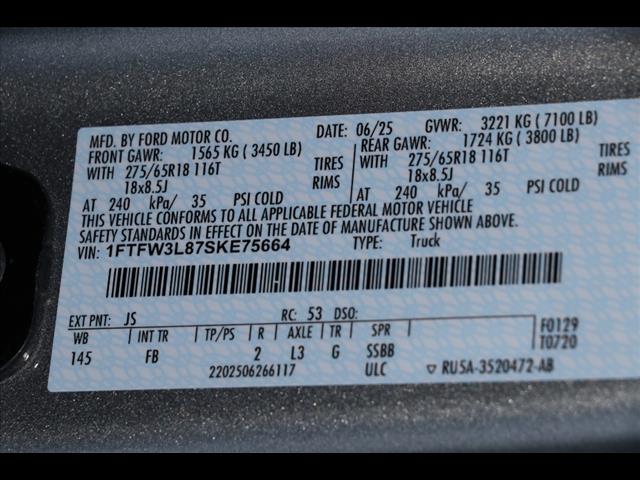 MFD. BY FORD MOTOR CO. DATE: 06/25 GVWR: 3221 KG ( 7100 LB)
FRONT GAWR: 1565 KG ( 3450 LB) REAR GAWR: 1724 KG ( 3800 LB)
WITH 275/65R18 116T TIRES WITH 275/65R18 116T TIRES
18x8.5J RIMS 18x8.5J RIMS
AT 240 kPa/ 35 PSI COLD AT 240 kPa/ 35 PSI COLD
THIS VEHICLE CONFORMS TO ALL APPLICABLE FEDERAL MOTOR VEHICLE
SAFETY STANDARDS IN EFFECT ON THE DATE OF MANUFACTURE SHOWN ABOVE.
VIN: 1FTFW3L87SKE75664 TYPE: Truck
EXT PNT: JS RC: 53 DSO:
WB INT TR TP/PS R AXLE TR SPR F0129
145 FB 2 L3 G SSBB T0720
2202506266117 ULC ▽ RU5A-3520472-AB